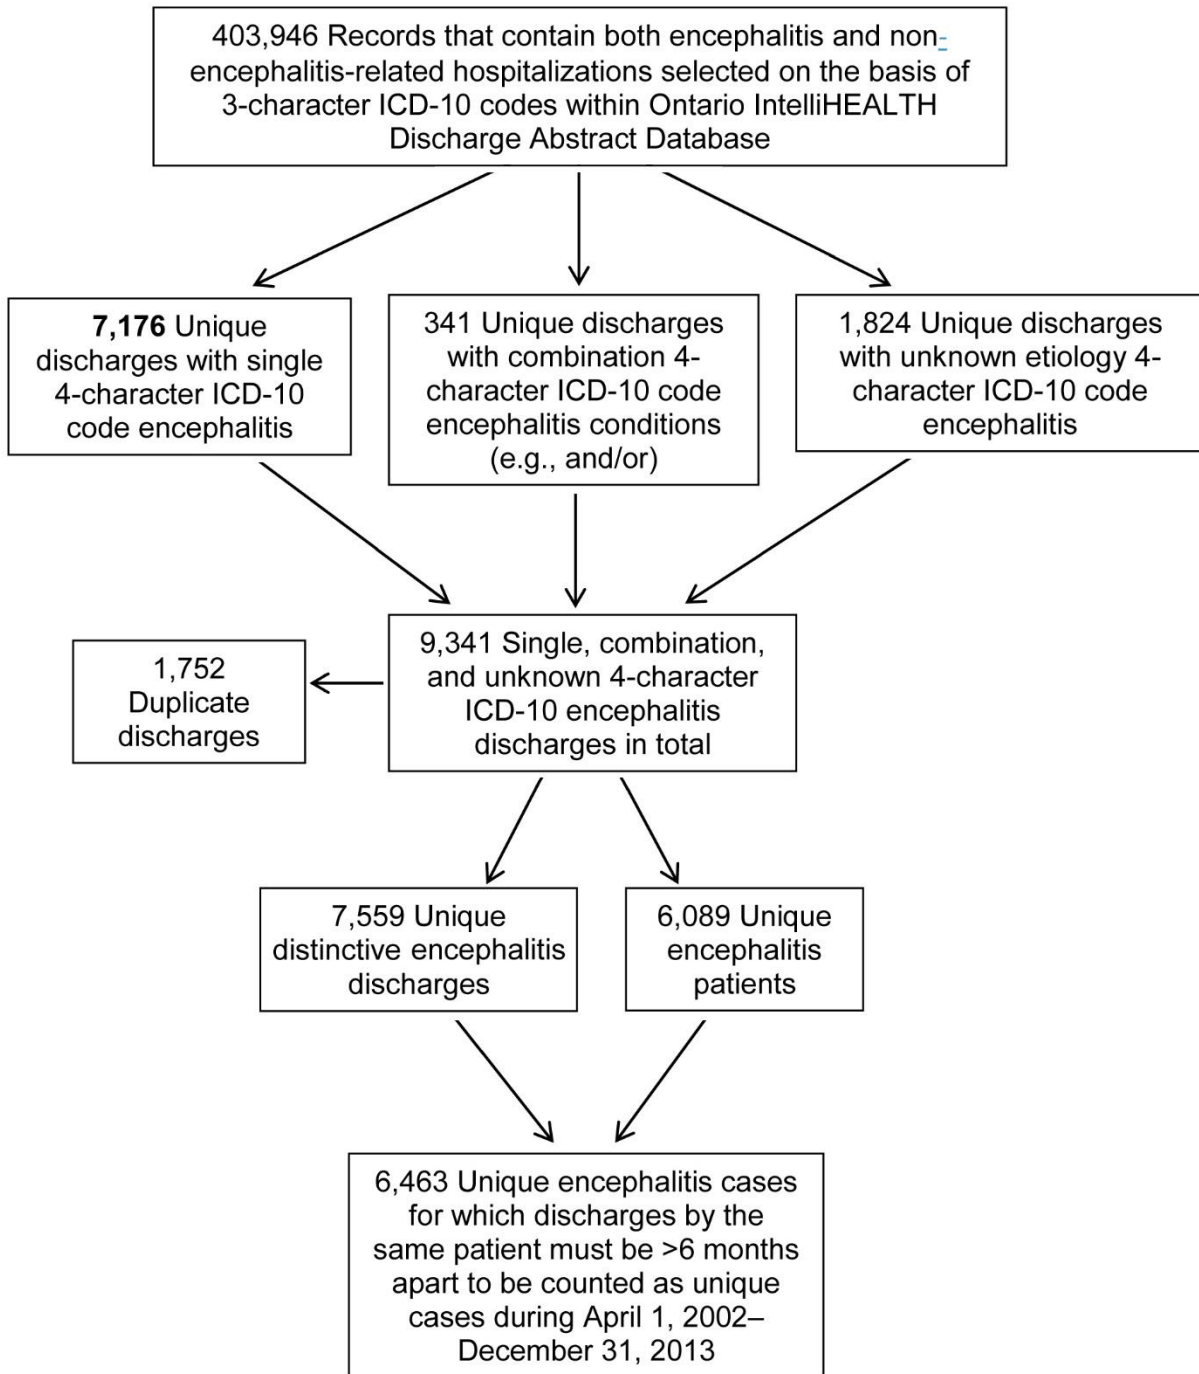 403,946 Records that contain both encephalitis and non-
encephalitis-related hospitalizations selected on the basis of
3-character ICD-10 codes within Ontario IntelliHEALTH
Discharge Abstract Database
7,176 Unique
discharges with single
4-character ICD-10
code encephalitis
341 Unique discharges
with combination 4-
character ICD-10 code
encephalitis conditions
(e.g., and/or)
1,824 Unique discharges
with unknown etiology 4-
character ICD-10 code
encephalitis
1,752
Duplicate
discharges
9,341 Single, combination,
and unknown 4-character
ICD-10 encephalitis
discharges in total
7,559 Unique
distinctive encephalitis
discharges
6,089 Unique
encephalitis
patients
6,463 Unique encephalitis cases
for which discharges by the
same patient must be >6 months
apart to be counted as unique
cases during April 1, 2002–
December 31, 2013